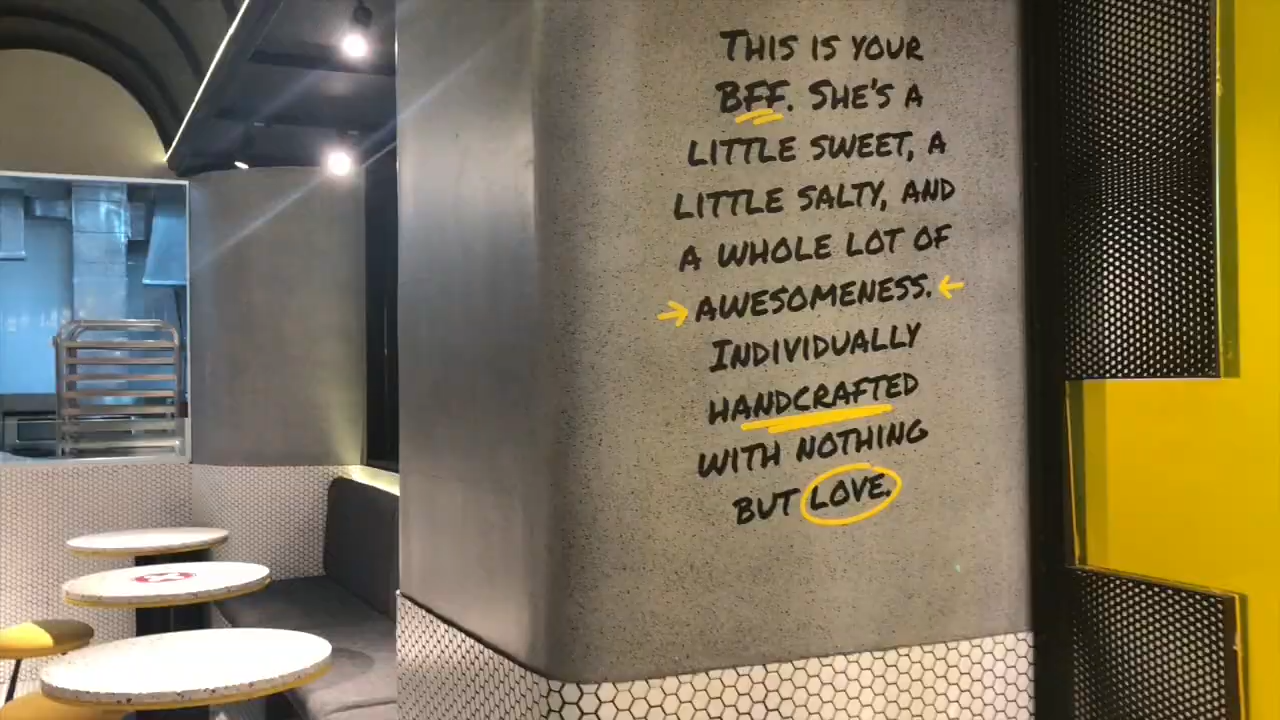 THIS IS YOUR
BFF. SHE'S A
LITTLE SWEET, A
LITTLE SALTY, AND
A WHOLE LOT OF
AWESOMENESS.
INDIVIDUALLY
HANDCRAFTED
WITH NOTHING
BUT LOVE.